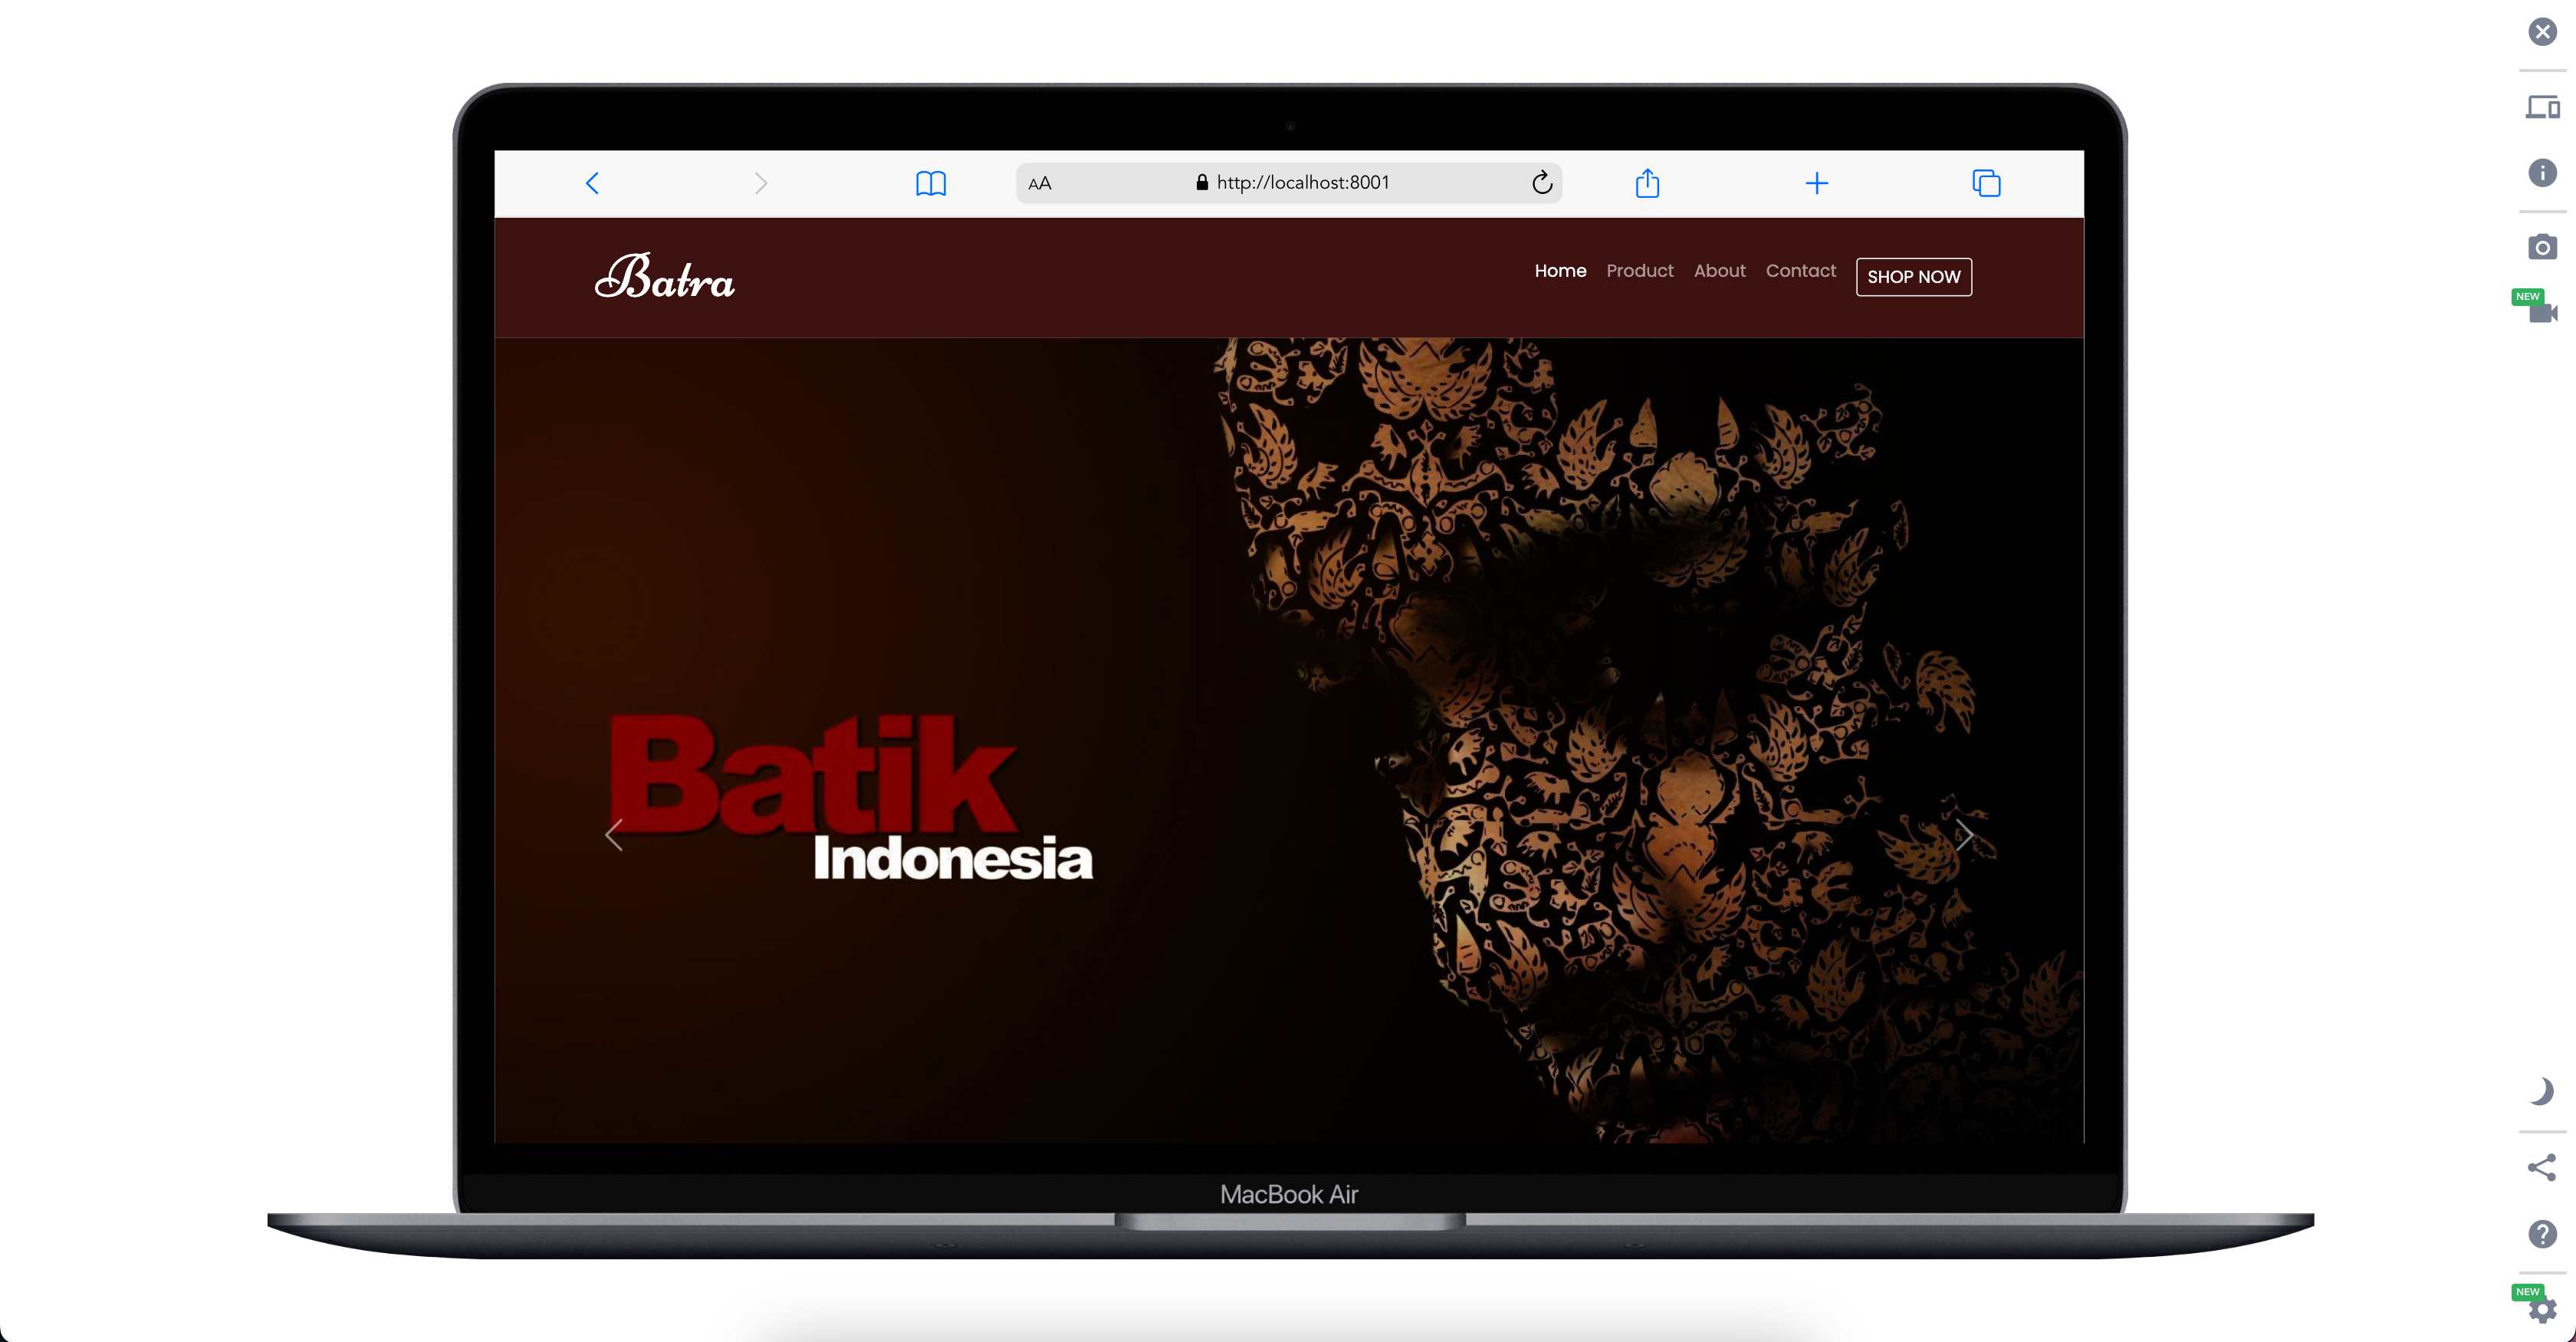 AA
http://localhost:8001
Batra
Home Product About Contact SHOP NOW
NEW
Batik
Indonesia
MacBook Air
NEW